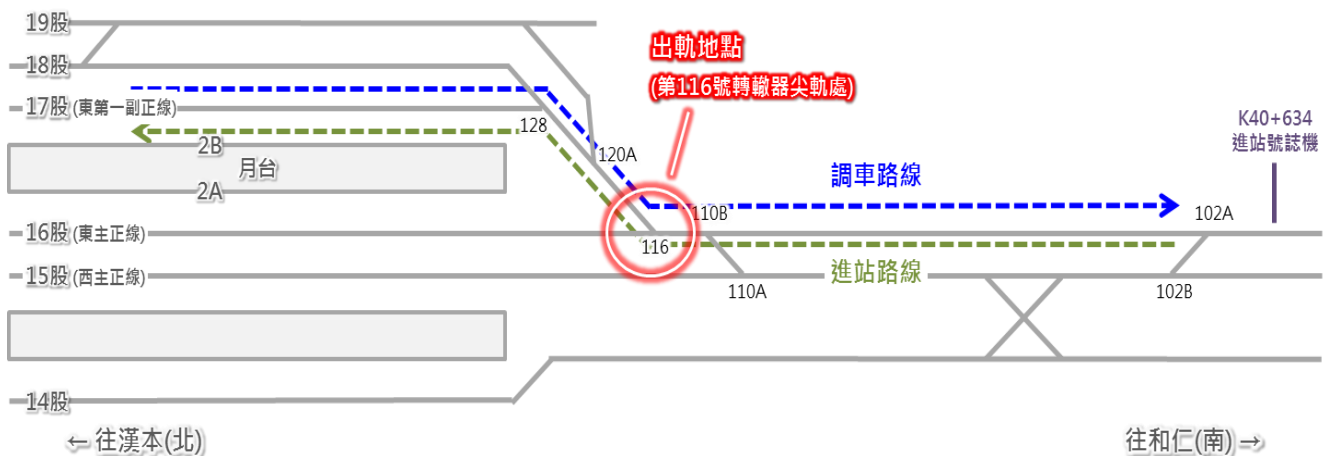 19股
出軌地點
18股
(第116號轉轍器尖軌處)
17股 (東第一副正線)
K40+634
進站號誌機
128
2B
120A
月台
調車路線
2A
110B
102A
16股 (東主正線)
116
15股 (西主正線)
進站路線
110A
102B
14股
← 往漢本(北)
往和仁(南) →